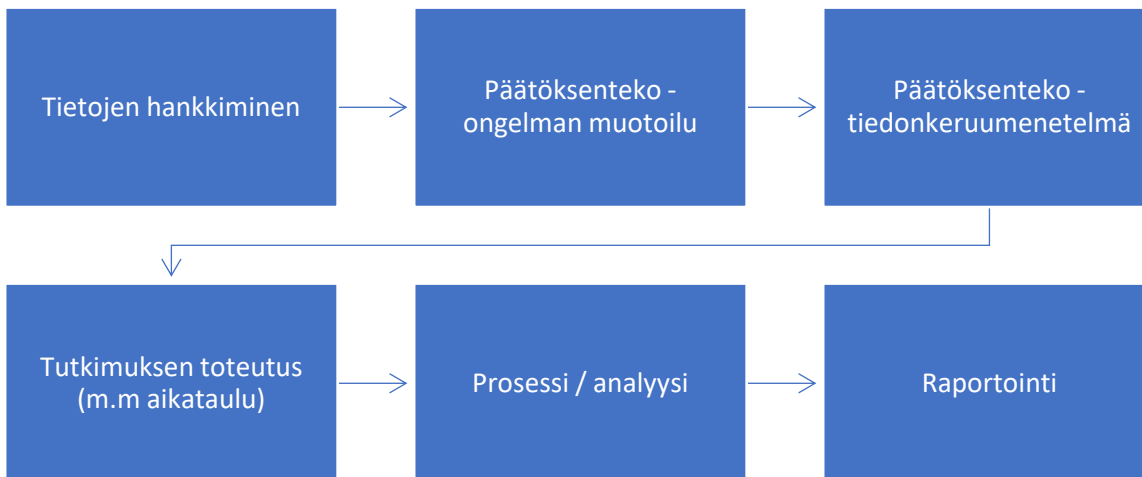 Tietojen hankkiminen
Päätöksenteko -
ongelman muotoilu
Päätöksenteko -
tiedonkeruumenetelmä
Tutkimuksen toteutus
(m.m aikataulu)
Prosessi / analyysi
Raportointi